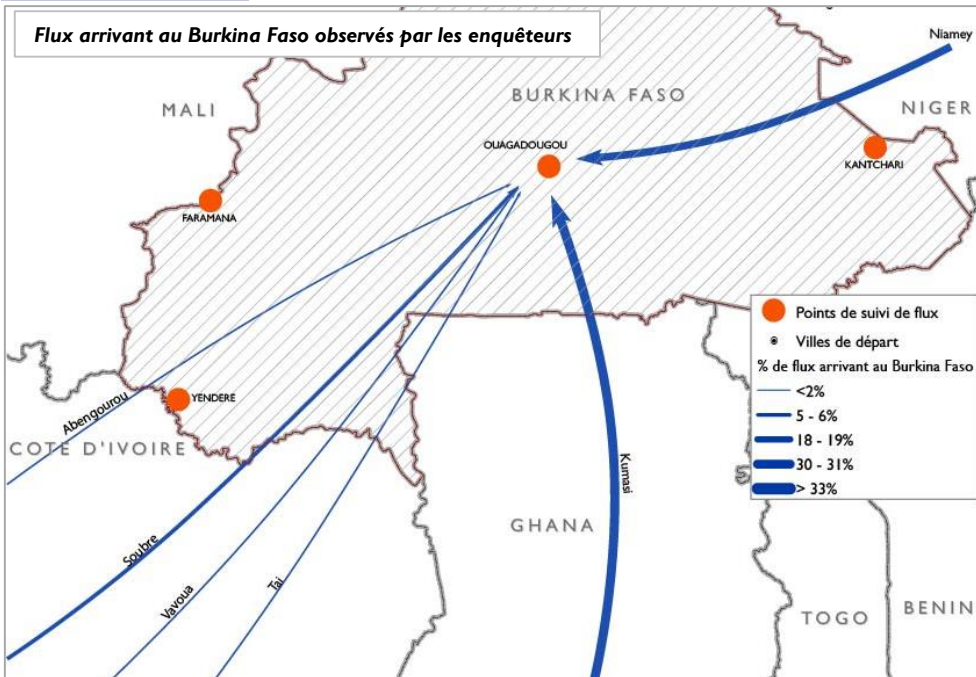 Flux arrivant au Burkina Faso observés par les enquêteurs
Niamey
MALI
BURKINA FASO
NIGER
OUAGADOUGOU
KANTCHARI
FARAMANA
Points de suivi de flux
Villes de départ
% de flux arrivant au Burkina Faso
<2%
5 - 6%
18 - 19%
30 - 31%
> 33%
YENDERE
Abengourou
COTE D'IVOIRE
Kumasi
GHANA
Soubre
Vavoua
Tai
TOGO
BENIN